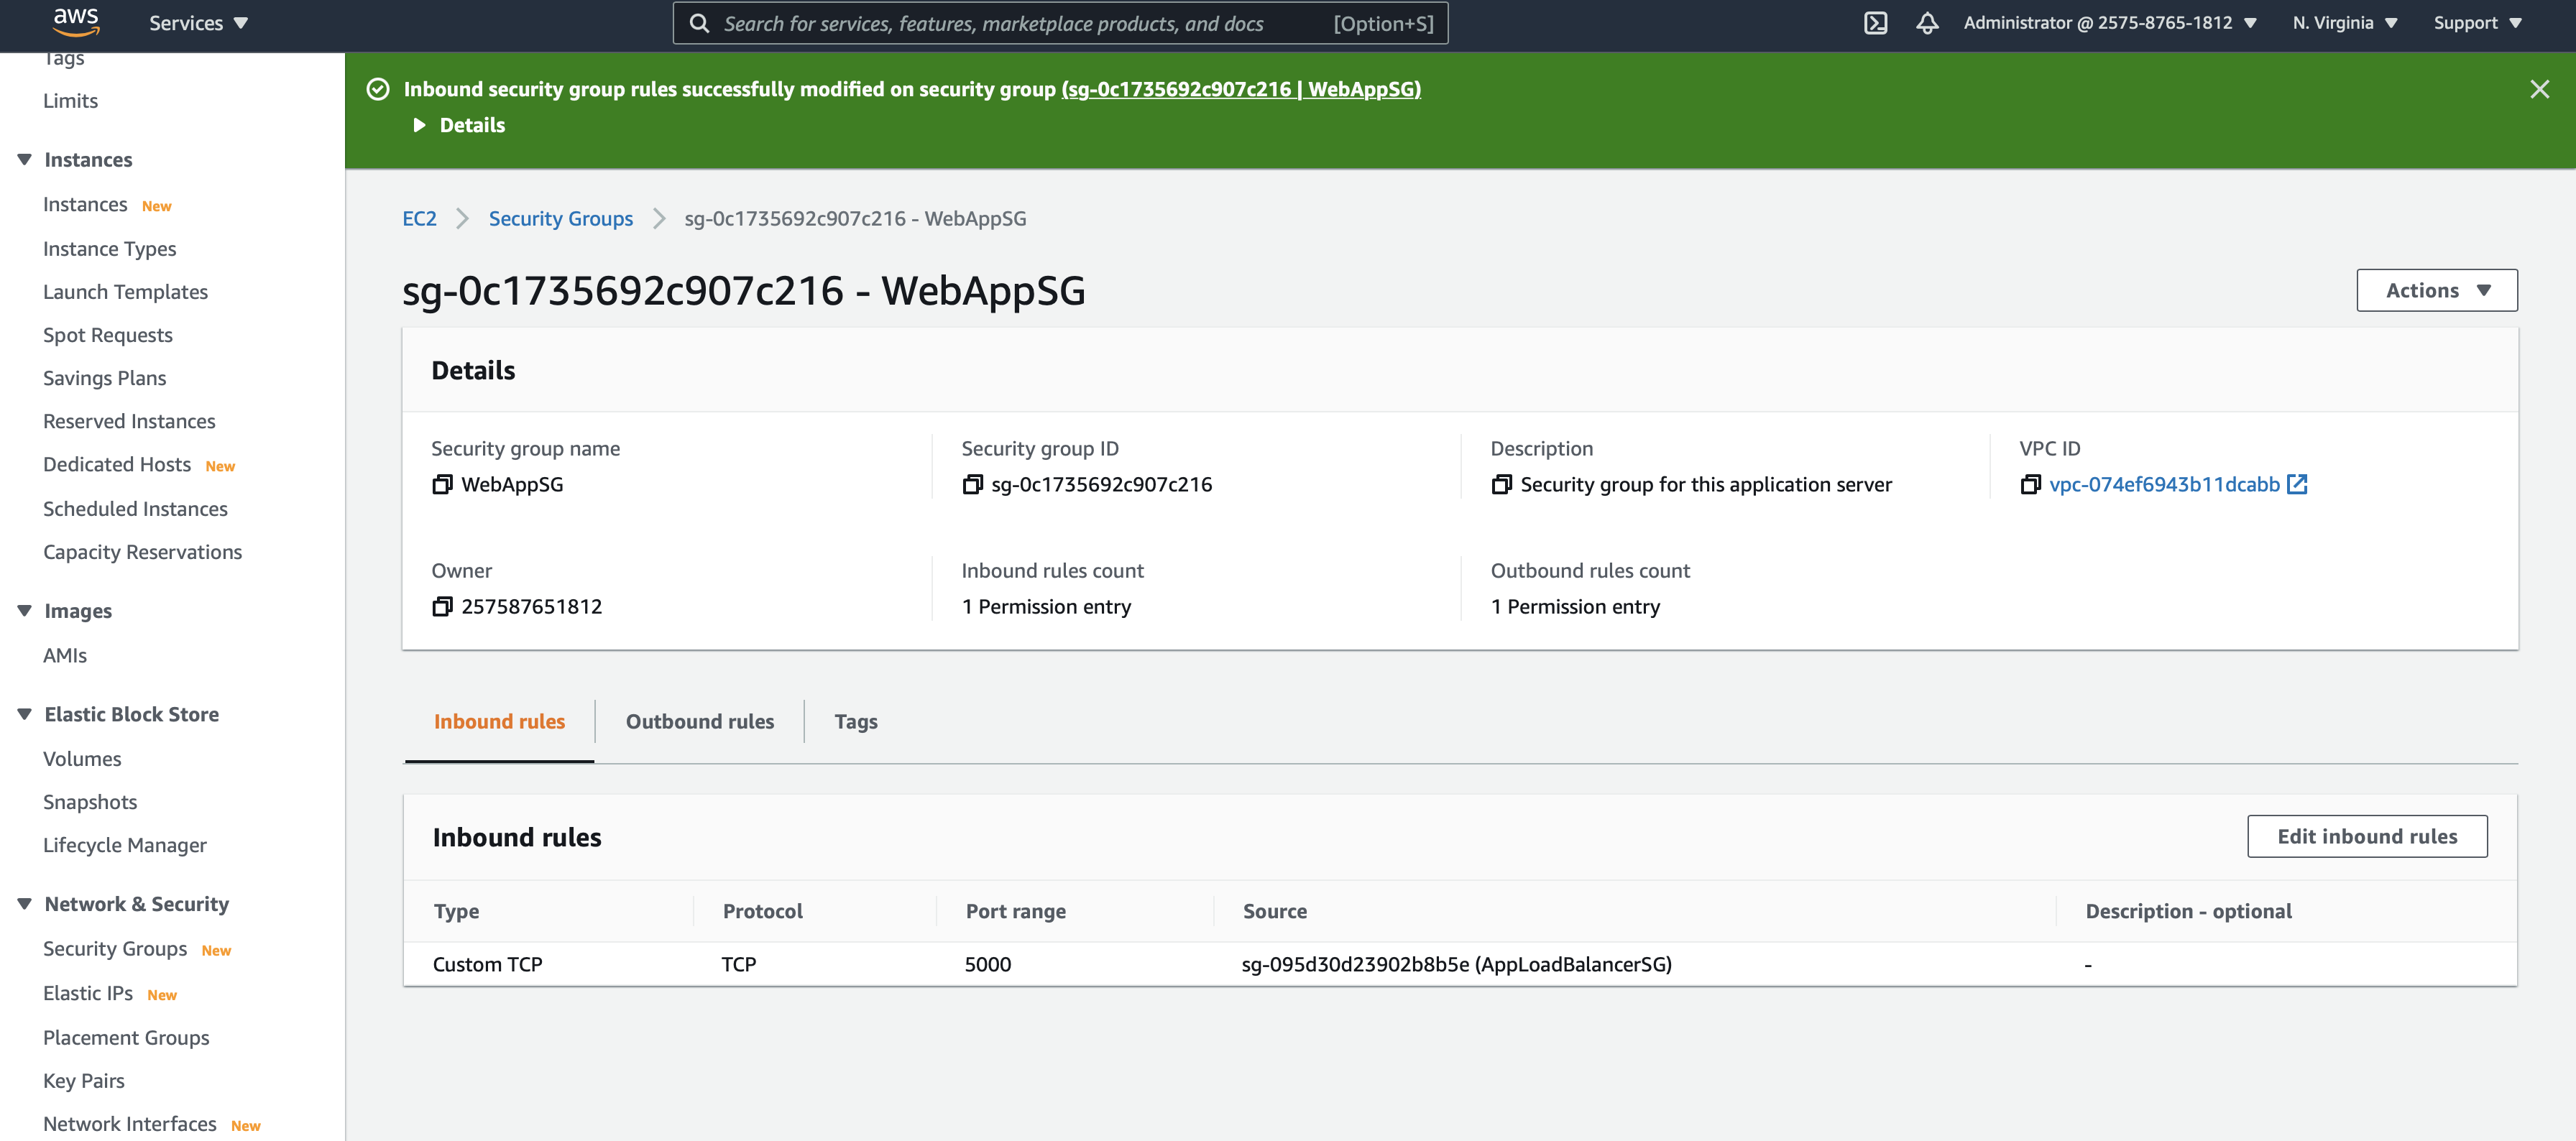 aws
Services
Search for services, features, marketplace products, and docs
[Option+S]
Administrator @ 2575-8765-1812
N. Virginia
Support
Tags
Limits
Instances
Instances New
Instance Types
Launch Templates
Spot Requests
Savings Plans
Reserved Instances
Dedicated Hosts New
Scheduled Instances
Capacity Reservations
Images
AMIs
Elastic Block Store
Volumes
Snapshots
Lifecycle Manager
Network & Security
Security Groups New
Elastic IPs New
Placement Groups
Key Pairs
Network Interfaces New
Inbound security group rules successfully modified on security group (sg-0c1735692c907c216 | WebAppSG)
Details
EC2 Security Groups sg-0c1735692c907c216 - WebAppSG
sg-0c1735692c907c216 - WebAppSG
Actions
Details
Security group name
WebAppSG
Security group ID
sg-0c1735692c907c216
Description
Security group for this application server
VPC ID
vpc-074ef6943b11dcabb
Owner
257587651812
Inbound rules count
1 Permission entry
Outbound rules count
1 Permission entry
Inbound rules
Outbound rules
Tags
Inbound rules
Edit inbound rules
Type Protocol Port range Source Description - optional
Custom TCP TCP 5000 sg-095d30d23902b8b5e (AppLoadBalancerSG) -